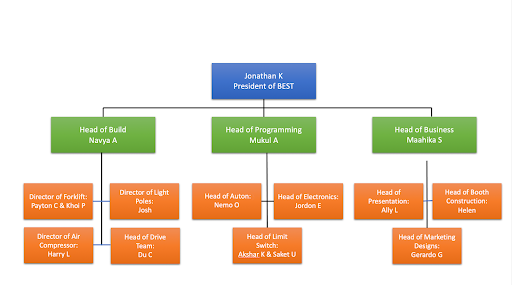 Jonathan K
President of BEST
Head of Build
Navya A
Head of Programming
Mukul A
Head of Business
Maahika S
Director of Forklift:
Payton C & Khoi P
Director of Light
Poles:
Josh
Head of Auton:
Nemo O
Head of Electronics:
Jordon E
Head of
Presentation:
Ally L
Head of Booth
Construction:
Helen
Director of Air
Compressor:
Harry L
Head of Drive
Team:
Du C
Head of Limit
Switch:
Akshar K & Saket U
Head of Marketing
Designs:
Gerardo G